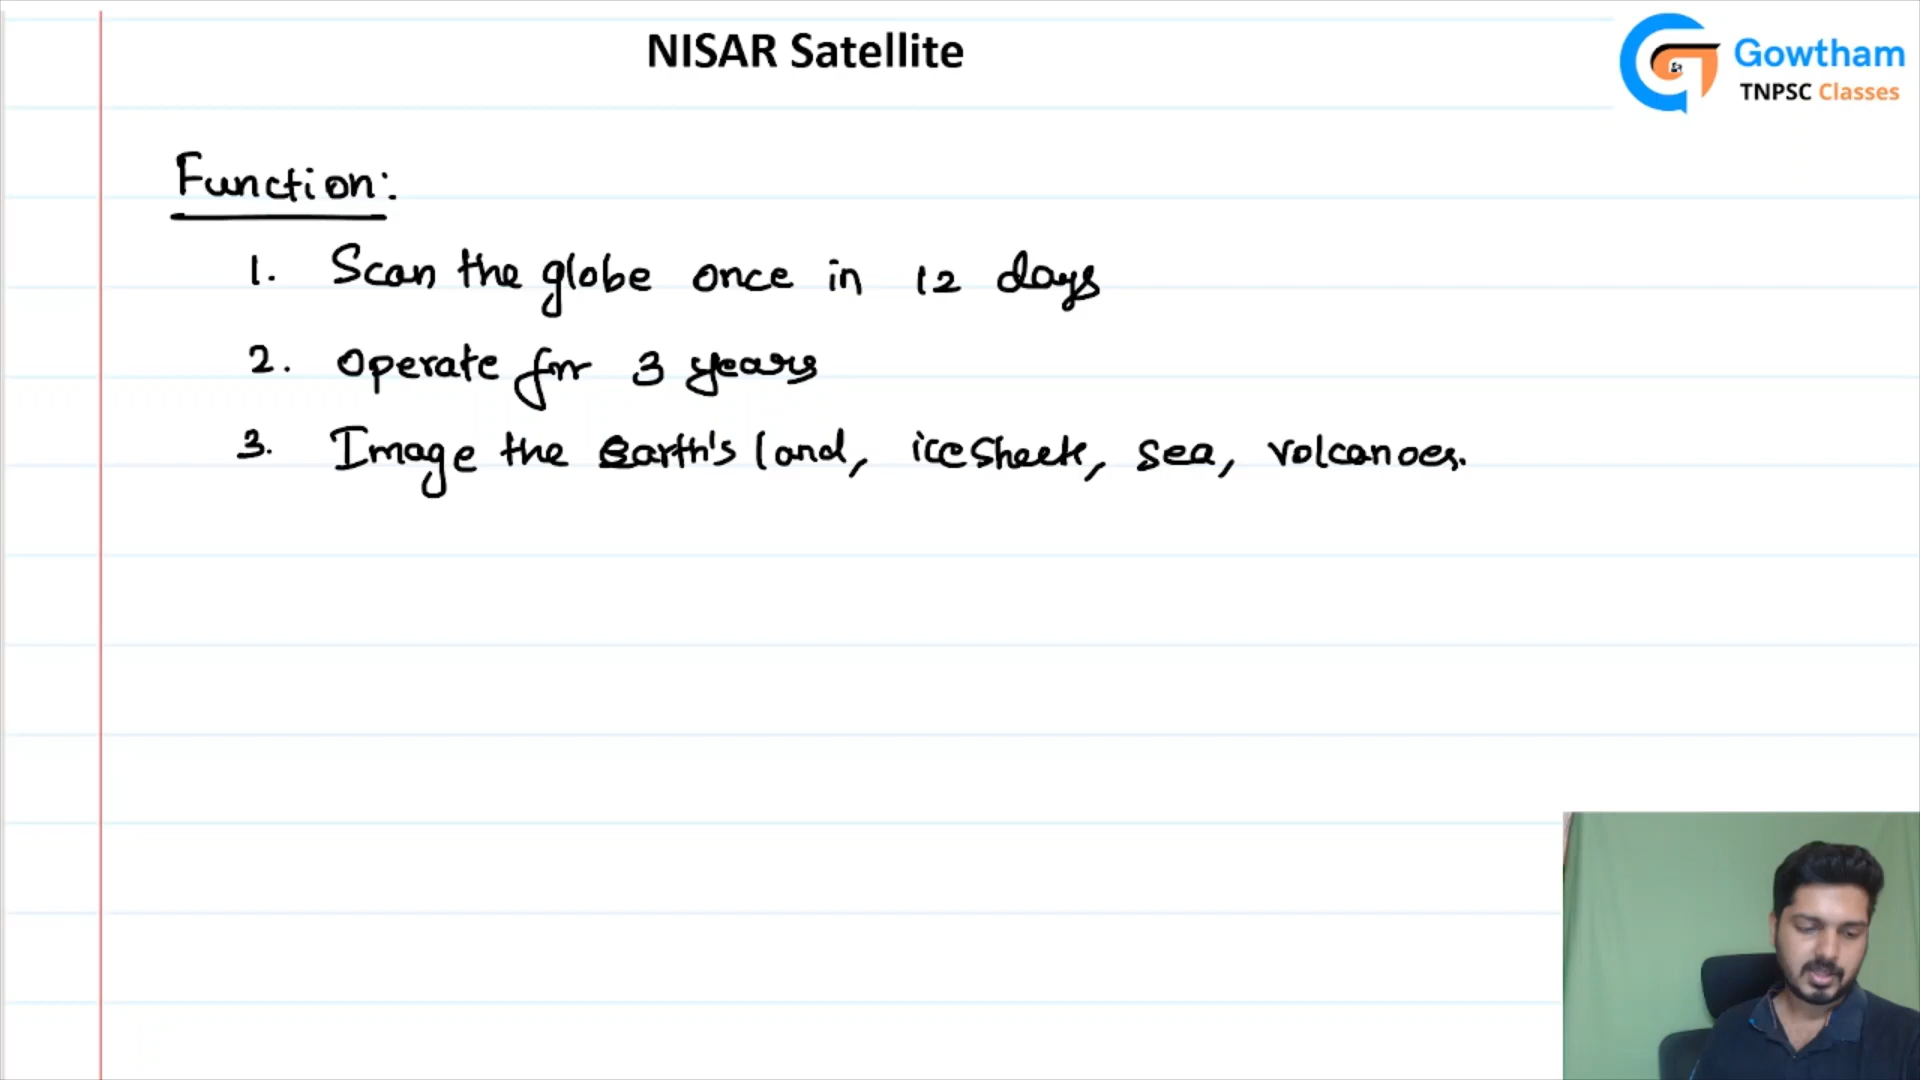 NISAR Satellite
Gowtham
TNPSC Classes
Function:
1. Scan the globe once in 12 days
2. Operate for 3 years
3. Image the Earth's land, icesheets, sea, volcanoes.